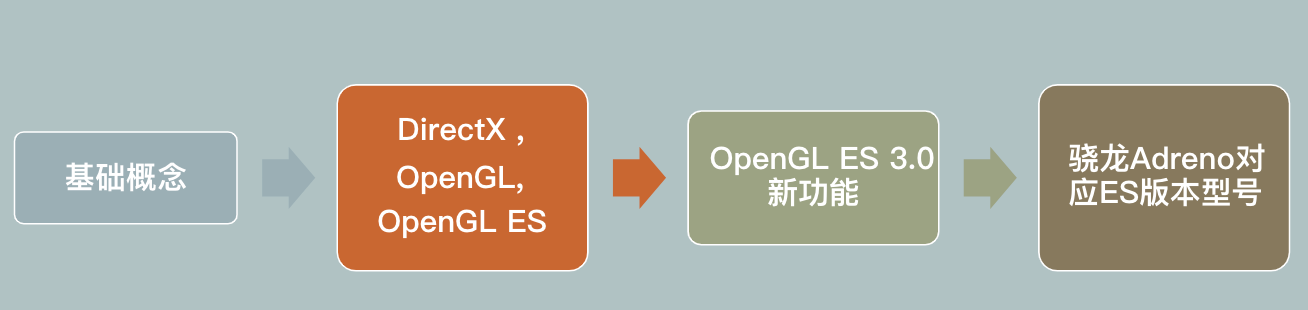 基础概念
DirectX ,
OpenGL,
OpenGL ES
OpenGL ES 3.0
新功能
骁龙Adreno对
应ES版本型号